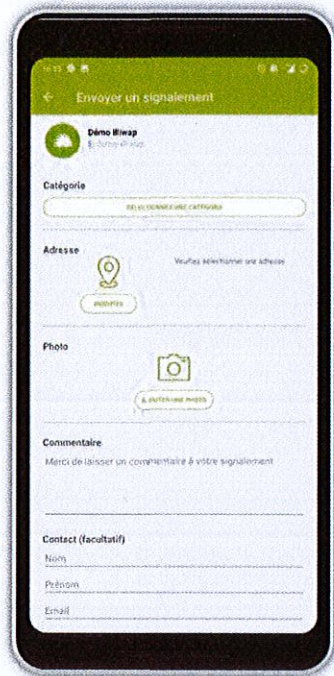 Envoyer un signalement
Démo illiwap
Catégorie
SÉLECTIONNER UNE CATÉGORIE
Adresse
Veuillez sélectionner une adresse
MODIFIER
Photo
AJOUTER UNE PHOTO
Commentaire
Merci de laisser un commentaire à votre signalement
Contact (facultatif)
Nom
Prénom
Email